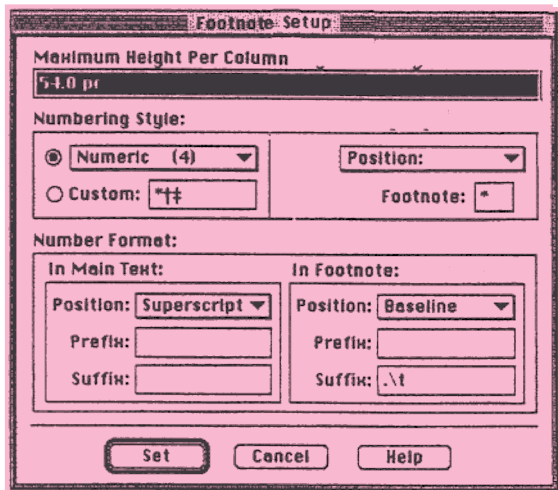 Footnote Setup
Maximum Height Per Column
54.0 pt
Numbering Style:
Numeric (4)
Position:
Custom: *†‡
Footnote: *
Number Format:
In Main Text:
In Footnote:
Position: Superscript
Position: Baseline
Prefix:
Prefix:
Suffix:
Suffix: .\t
Set
Cancel
Help